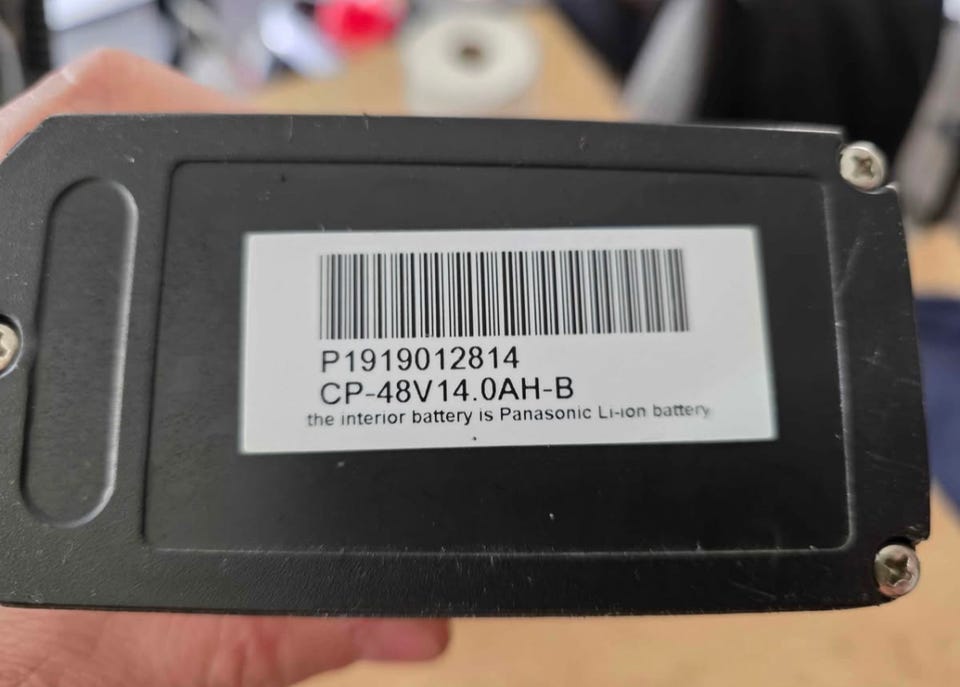 P1919012814
CP-48V14.0AH-B
the interior battery is Panasonic Li-ion battery